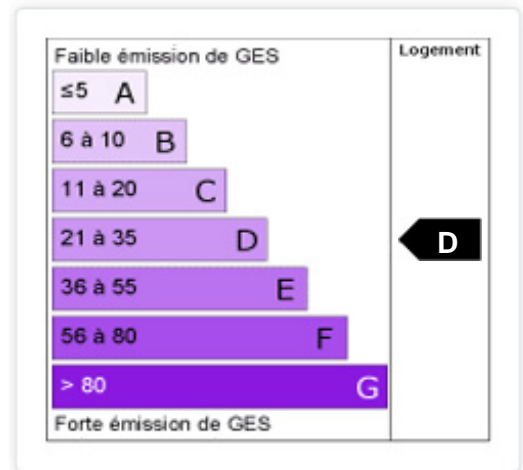 Faible émission de GES
Logement
≤5 A
6 à 10 B
11 à 20 C
21 à 35 D
D
36 à 55 E
56 à 80 F
> 80 G
Forte émission de GES